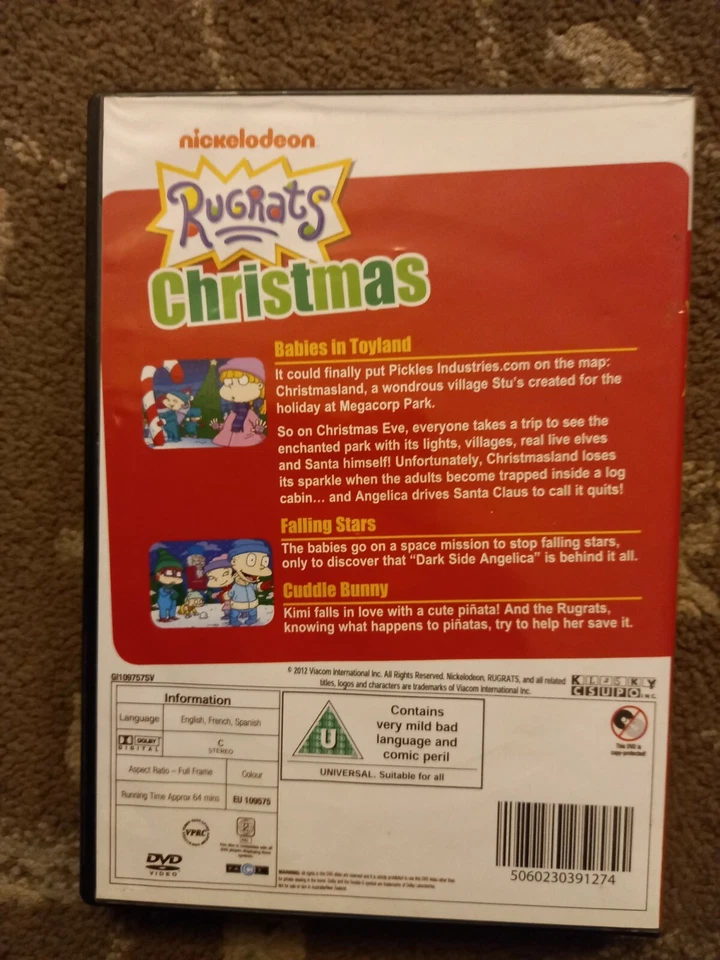 nickelodeon
RUGRatS
Christmas
Babies in Toyland
It could finally put Pickles Industries.com on the map:
Christmasland, a wondrous village Stu's created for the
holiday at Megacorp Park.
So on Christmas Eve, everyone takes a trip to see the
enchanted park with its lights, villages, real live elves
and Santa himself! Unfortunately, Christmasland loses
its sparkle when the adults become trapped inside a log
cabin... and Angelica drives Santa Claus to call it quits!
Falling Stars
The babies go on a space mission to stop falling stars,
only to discover that "Dark Side Angelica" is behind it all.
Cuddle Bunny
Kimi falls in love with a cute piñata! And the Rugrats,
knowing what happens to piñatas, try to help her save it.
GI109757SV
© 2012 Viacom International Inc. All Rights Reserved. Nickelodeon, RUGRATS, and all related
titles, logos and characters are trademarks of Viacom International Inc.
KLASKY
CSUPO INC.
Information
Language
English, French, Spanish
DOLBY
DIGITAL
C
STEREO
Aspect Ratio – Full Frame
Colour
Running Time Approx 64 mins
EU 109575
U
Contains
very mild bad
language and
comic peril
UNIVERSAL. Suitable for all
This DVD is
copy-protected
VPRC
2
DVD
VIDEO
5060230391274